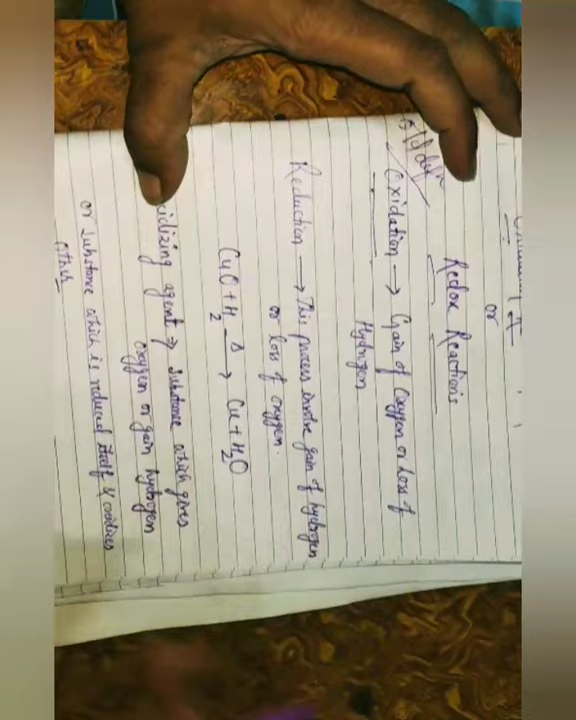 or
Redox Reactions
Oxidation → Gain of Oxygen or loss of
Hydrogen
Reduction → This process involve gain of hydrogen
or loss of oxygen.
CuO + H₂ —Δ→ Cu + H₂O
xidizing agent ⇒ Substance which gives
oxygen or gain hydrogen
or substance which is reduced itself & oxidises
other